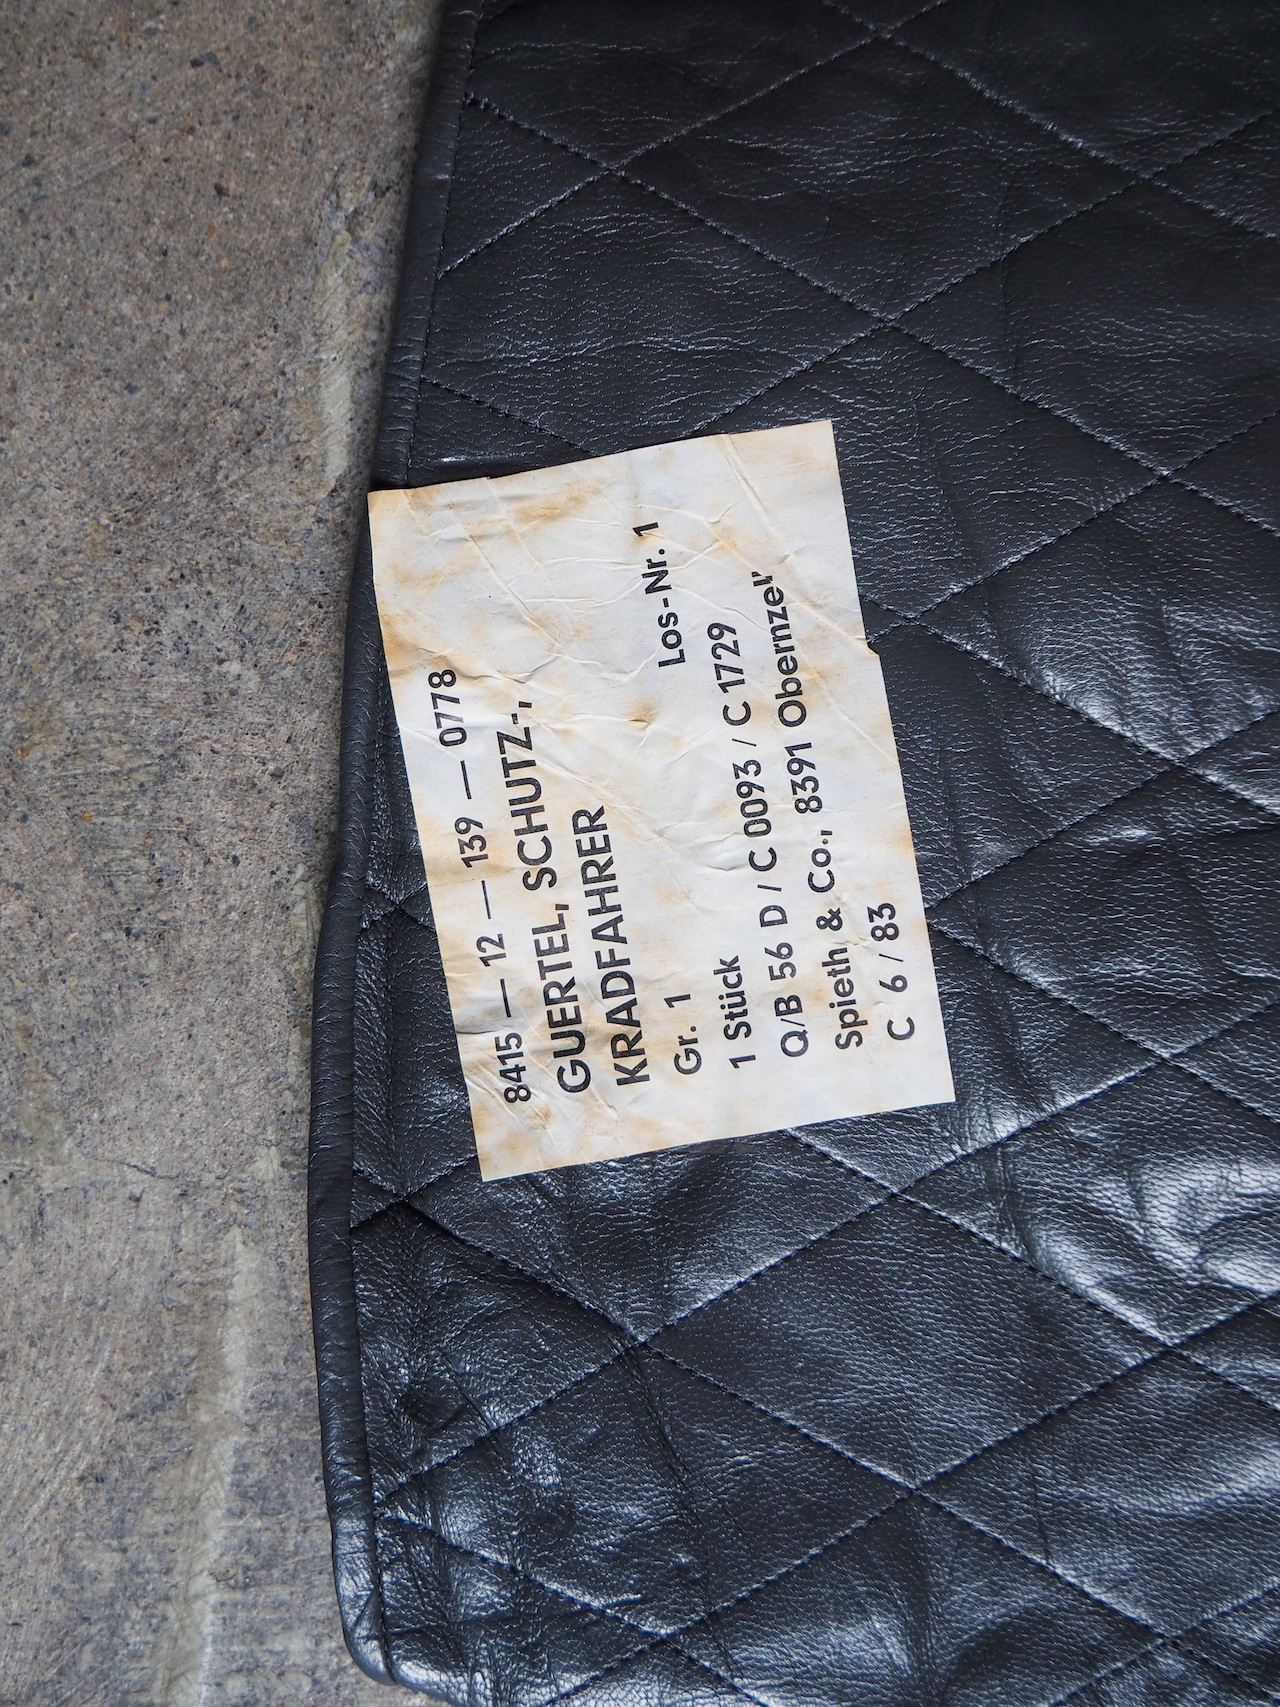 8415 — 12 — 139 — 0778
GUERTEL, SCHUTZ-,
KRADFAHRER
Gr. 1
1 Stück Los-Nr. 1
Q/B 56 D / C 0093 / C 1729
Spieth & Co., 8391 Obernzell
C 6 / 83